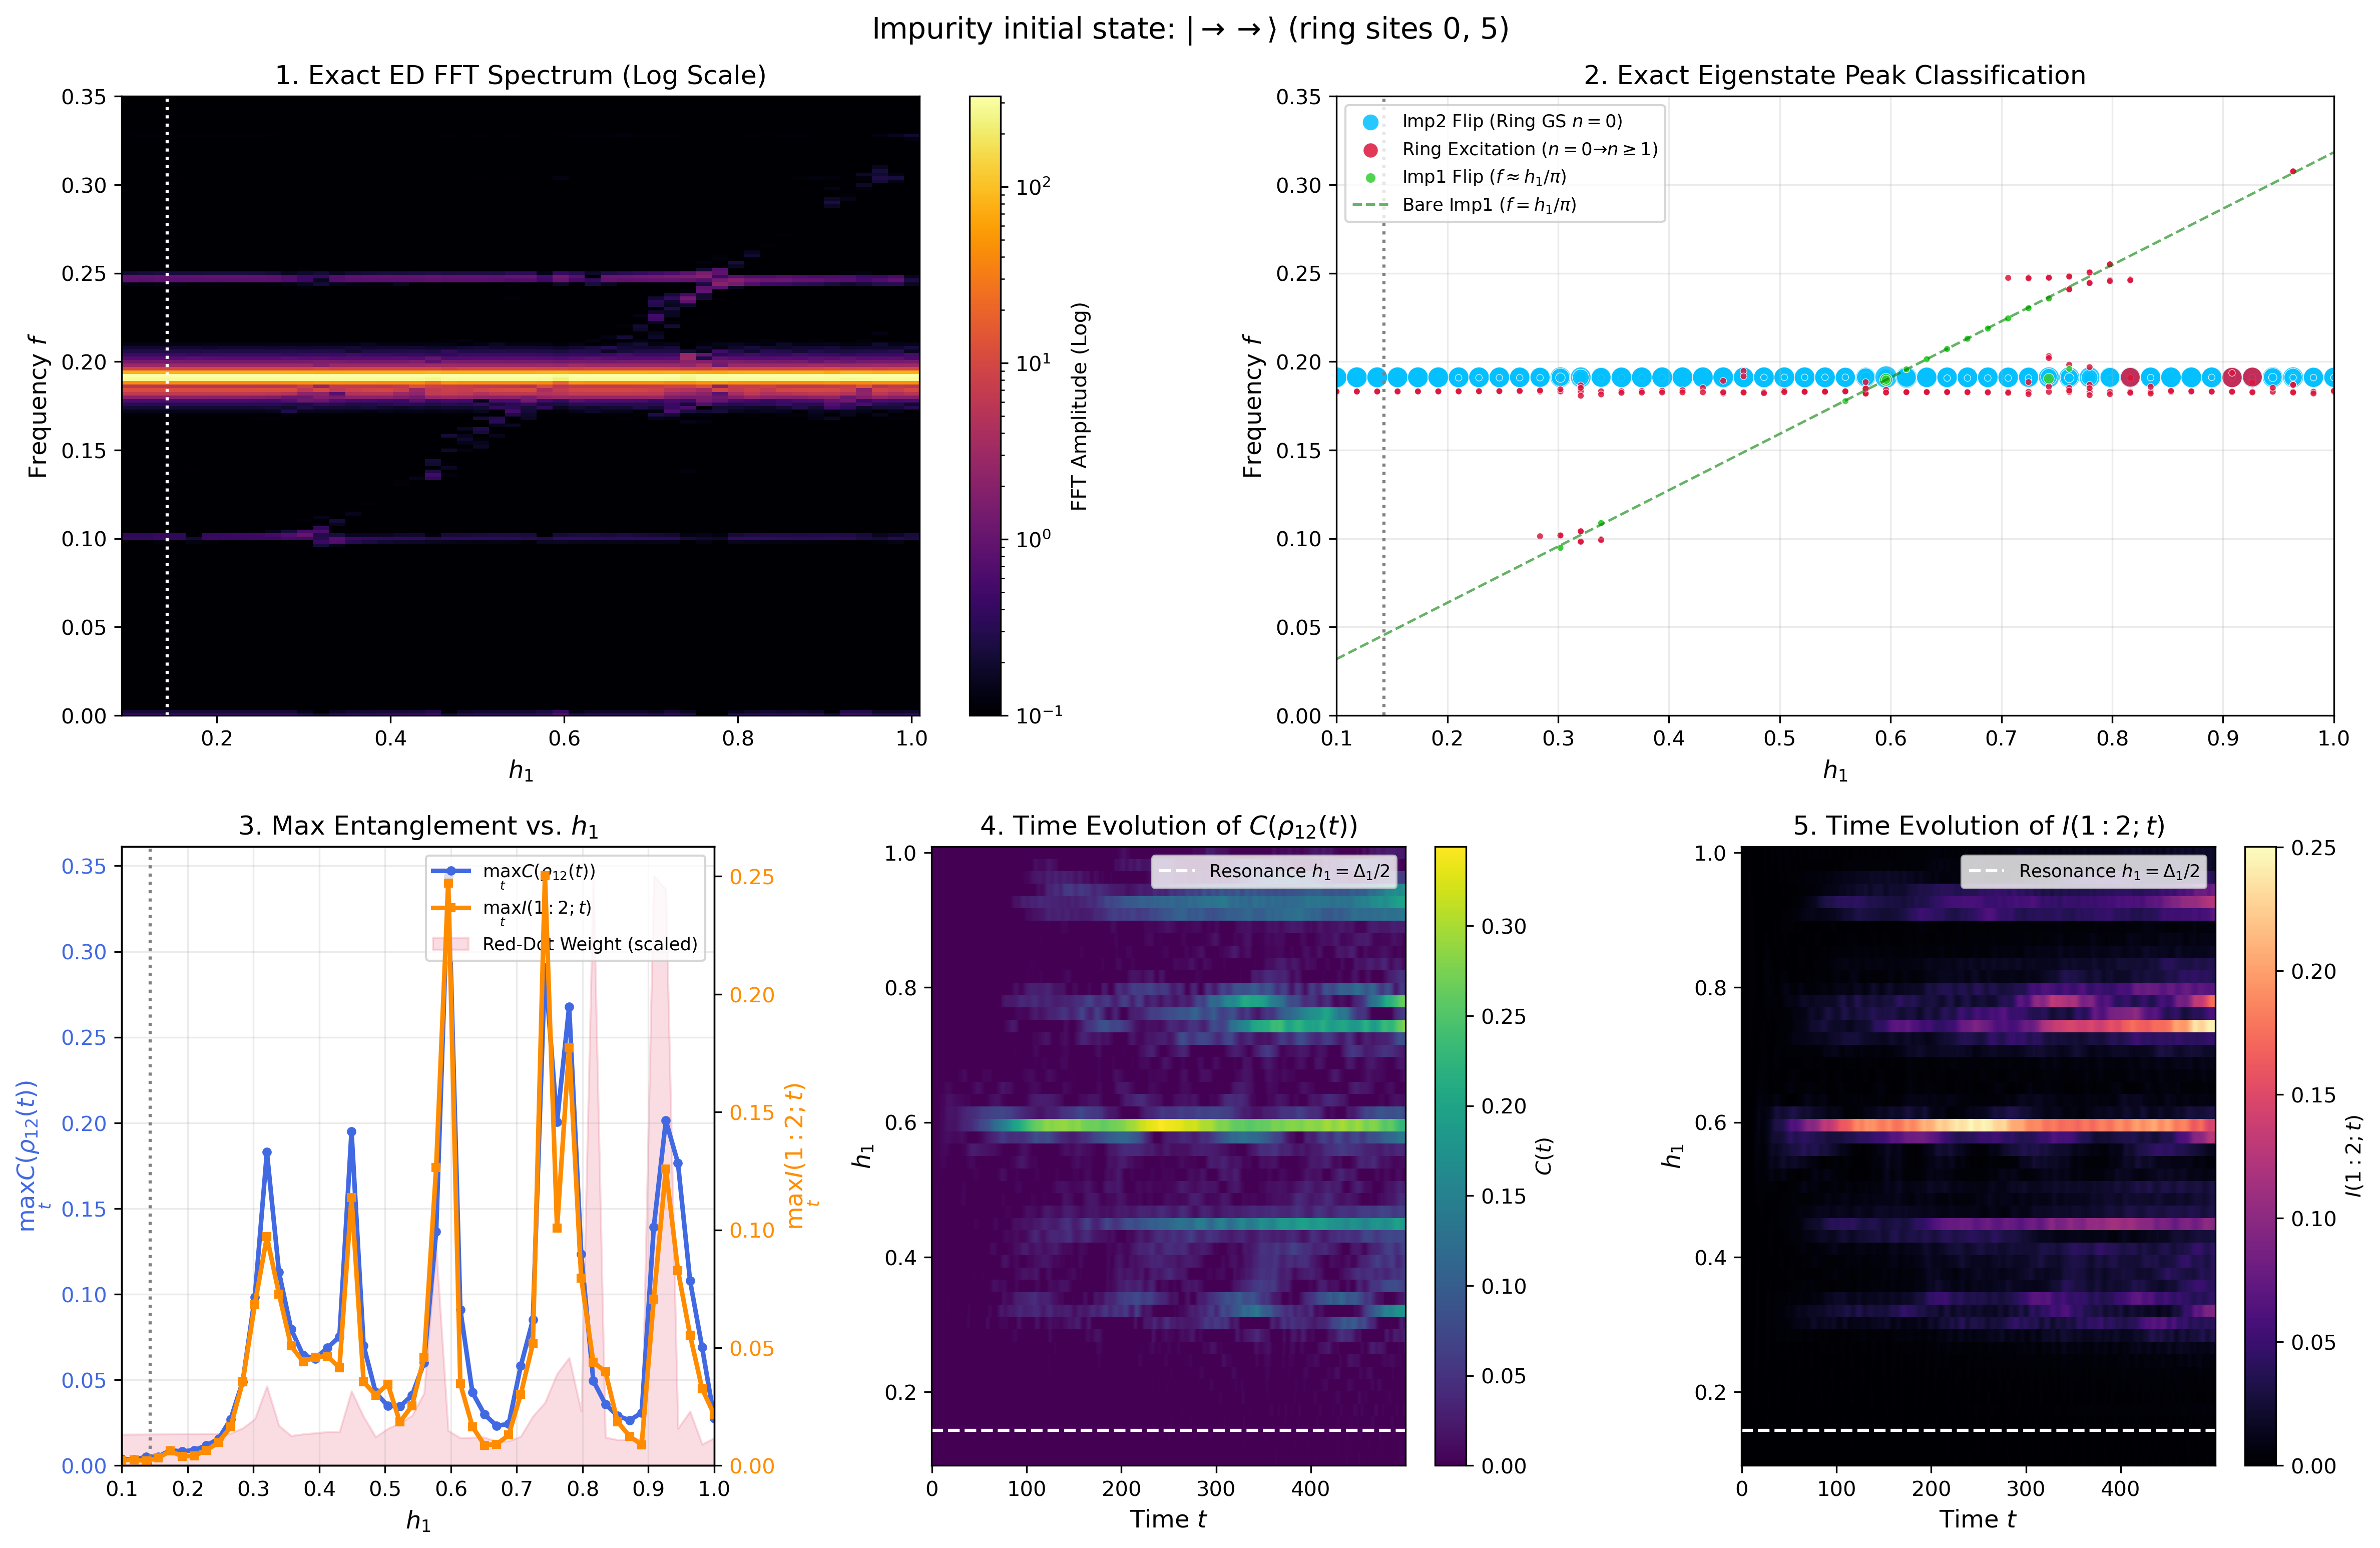 Impurity initial state: |→→⟩ (ring sites 0, 5)
1. Exact ED FFT Spectrum (Log Scale)
Frequency f
0.35
0.30
0.25
0.20
0.15
0.10
0.05
0.00
0.2
0.4
0.6
0.8
1.0
h₁
10²
10¹
10⁰
10⁻¹
FFT Amplitude (Log)
2. Exact Eigenstate Peak Classification
Imp2 Flip (Ring GS n = 0)
Ring Excitation (n = 0→n ≥ 1)
Imp1 Flip (f ≈ h₁/π)
Bare Imp1 (f = h₁/π)
Frequency f
0.35
0.30
0.25
0.20
0.15
0.10
0.05
0.00
0.1
0.2
0.3
0.4
0.5
0.6
0.7
0.8
0.9
1.0
h₁
3. Max Entanglement vs. h₁
max C(ρ₁₂(t))
t
max I(1 : 2; t)
t
Red-Dot Weight (scaled)
max C(ρ₁₂(t))
t
0.35
0.30
0.25
0.20
0.15
0.10
0.05
0.00
0.1
0.2
0.3
0.4
0.5
0.6
0.7
0.8
0.9
1.0
h₁
0.25
0.20
0.15
0.10
0.05
0.00
max I(1 : 2; t)
t
4. Time Evolution of C(ρ₁₂(t))
Resonance h₁ = Δ₁/2
h₁
1.0
0.8
0.6
0.4
0.2
0
100
200
300
400
Time t
0.30
0.25
0.20
0.15
0.10
0.05
0.00
C(t)
5. Time Evolution of I(1 : 2; t)
Resonance h₁ = Δ₁/2
h₁
1.0
0.8
0.6
0.4
0.2
0
100
200
300
400
Time t
0.25
0.20
0.15
0.10
0.05
0.00
I(1 : 2; t)